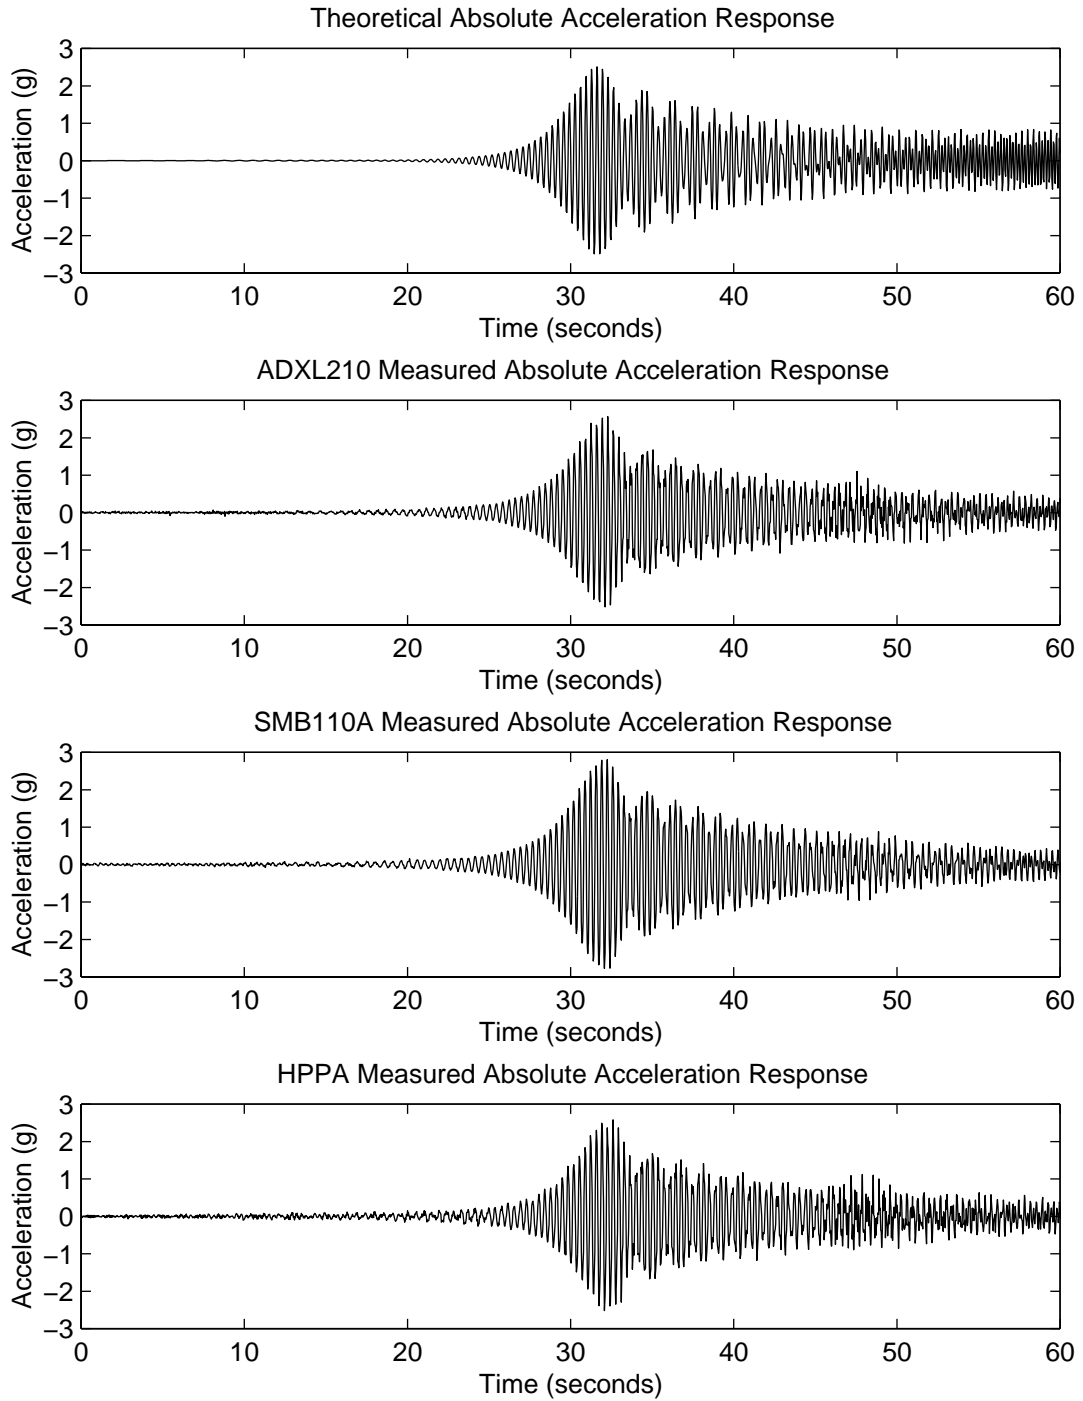 Theoretical Absolute Acceleration Response
3
2
1
0
−1
−2
−3
Acceleration (g)
0 10 20 30 40 50 60
Time (seconds)
ADXL210 Measured Absolute Acceleration Response
3
2
1
0
−1
−2
−3
Acceleration (g)
0 10 20 30 40 50 60
Time (seconds)
SMB110A Measured Absolute Acceleration Response
3
2
1
0
−1
−2
−3
Acceleration (g)
0 10 20 30 40 50 60
Time (seconds)
HPPA Measured Absolute Acceleration Response
3
2
1
0
−1
−2
−3
Acceleration (g)
0 10 20 30 40 50 60
Time (seconds)